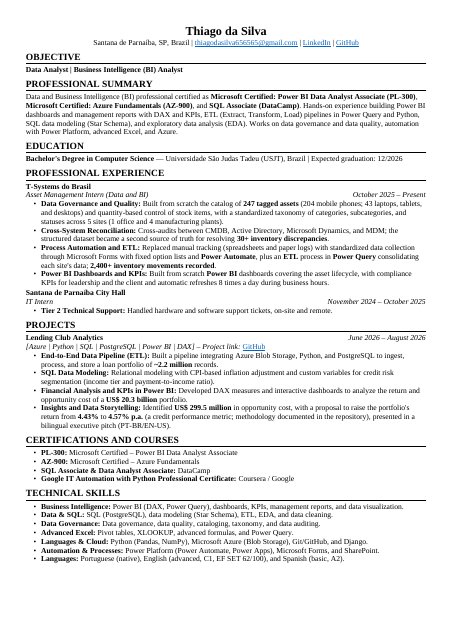 Thiago da Silva
Santana de Parnaíba, SP, Brazil | thiagodasilva656565@gmail.com | LinkedIn | GitHub
OBJECTIVE
Data Analyst | Business Intelligence (BI) Analyst
PROFESSIONAL SUMMARY
Data and Business Intelligence (BI) professional certified as Microsoft Certified: Power BI Data Analyst Associate (PL-300),
Microsoft Certified: Azure Fundamentals (AZ-900), and SQL Associate (DataCamp). Hands-on experience building Power BI
dashboards and management reports with DAX and KPIs, ETL (Extract, Transform, Load) pipelines in Power Query and Python,
SQL data modeling (Star Schema), and exploratory data analysis (EDA). Works on data governance and data quality, automation
with Power Platform, advanced Excel, and Azure.
EDUCATION
Bachelor's Degree in Computer Science — Universidade São Judas Tadeu (USJT), Brazil | Expected graduation: 12/2026
PROFESSIONAL EXPERIENCE
T-Systems do Brasil
Asset Management Intern (Data and BI) October 2025 – Present
• Data Governance and Quality: Built from scratch the catalog of 247 tagged assets (204 mobile phones; 43 laptops, tablets,
and desktops) and quantity-based control of stock items, with a standardized taxonomy of categories, subcategories, and
statuses across 5 sites (1 office and 4 manufacturing plants).
• Cross-System Reconciliation: Cross-audits between CMDB, Active Directory, Microsoft Dynamics, and MDM; the
structured dataset became a second source of truth for resolving 30+ inventory discrepancies.
• Process Automation and ETL: Replaced manual tracking (spreadsheets and paper logs) with standardized data collection
through Microsoft Forms with fixed option lists and Power Automate, plus an ETL process in Power Query consolidating
each site's data; 2,400+ inventory movements recorded.
• Power BI Dashboards and KPIs: Built from scratch Power BI dashboards covering the asset lifecycle, with compliance
KPIs for leadership and the client and automatic refreshes 8 times a day during business hours.
Santana de Parnaíba City Hall
IT Intern November 2024 – October 2025
• Tier 2 Technical Support: Handled hardware and software support tickets, on-site and remote.
PROJECTS
Lending Club Analytics June 2026 – August 2026
[Azure | Python | SQL | PostgreSQL | Power BI | DAX] – Project link: GitHub
• End-to-End Data Pipeline (ETL): Built a pipeline integrating Azure Blob Storage, Python, and PostgreSQL to ingest,
process, and store a loan portfolio of ~2.2 million records.
• SQL Data Modeling: Relational modeling with CPI-based inflation adjustment and custom variables for credit risk
segmentation (income tier and payment-to-income ratio).
• Financial Analysis and KPIs in Power BI: Developed DAX measures and interactive dashboards to analyze the return and
opportunity cost of a US$ 20.3 billion portfolio.
• Insights and Data Storytelling: Identified US$ 299.5 million in opportunity cost, with a proposal to raise the portfolio's
return from 4.43% to 4.57% p.a. (a credit performance metric; methodology documented in the repository), presented in a
bilingual executive pitch (PT-BR/EN-US).
CERTIFICATIONS AND COURSES
• PL-300: Microsoft Certified – Power BI Data Analyst Associate
• AZ-900: Microsoft Certified – Azure Fundamentals
• SQL Associate & Data Analyst Associate: DataCamp
• Google IT Automation with Python Professional Certificate: Coursera / Google
TECHNICAL SKILLS
• Business Intelligence: Power BI (DAX, Power Query), dashboards, KPIs, management reports, and data visualization.
• Data & SQL: SQL (PostgreSQL), data modeling (Star Schema), ETL, EDA, and data cleaning.
• Data Governance: Data governance, data quality, cataloging, taxonomy, and data auditing.
• Advanced Excel: Pivot tables, XLOOKUP, advanced formulas, and Power Query.
• Languages & Cloud: Python (Pandas, NumPy), Microsoft Azure (Blob Storage), Git/GitHub, and Django.
• Automation & Processes: Power Platform (Power Automate, Power Apps), Microsoft Forms, and SharePoint.
• Languages: Portuguese (native), English (advanced, C1, EF SET 62/100), and Spanish (basic, A2).